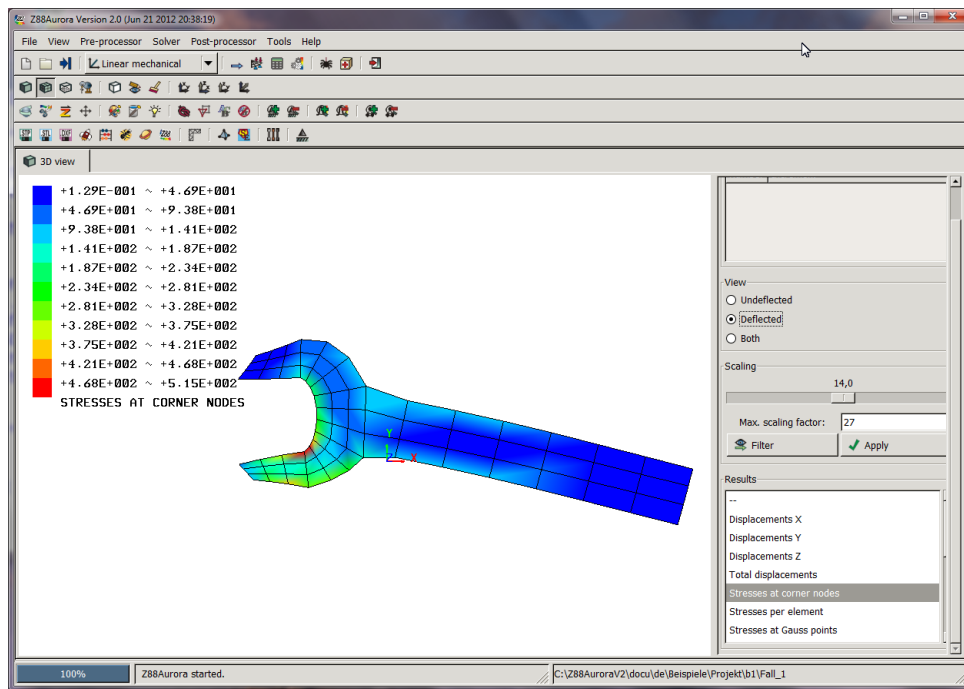 Z88Aurora Version 2.0 (Jun 21 2012 20:38:19)
File View Pre-processor Solver Post-processor Tools Help
Linear mechanical
3D view
+1.29E-001 ~ +4.69E+001
+4.69E+001 ~ +9.38E+001
+9.38E+001 ~ +1.41E+002
+1.41E+002 ~ +1.87E+002
+1.87E+002 ~ +2.34E+002
+2.34E+002 ~ +2.81E+002
+2.81E+002 ~ +3.28E+002
+3.28E+002 ~ +3.75E+002
+3.75E+002 ~ +4.21E+002
+4.21E+002 ~ +4.68E+002
+4.68E+002 ~ +5.15E+002
STRESSES AT CORNER NODES
Y
X
View
Undeflected
Deflected
Both
Scaling
14,0
Max. scaling factor: 27
Filter Apply
Results
--
Displacements X
Displacements Y
Displacements Z
Total displacements
Stresses at corner nodes
Stresses per element
Stresses at Gauss points
100% Z88Aurora started. C:\Z88AuroraV2\docu\de\Beispiele\Projekt\b1\Fall_1